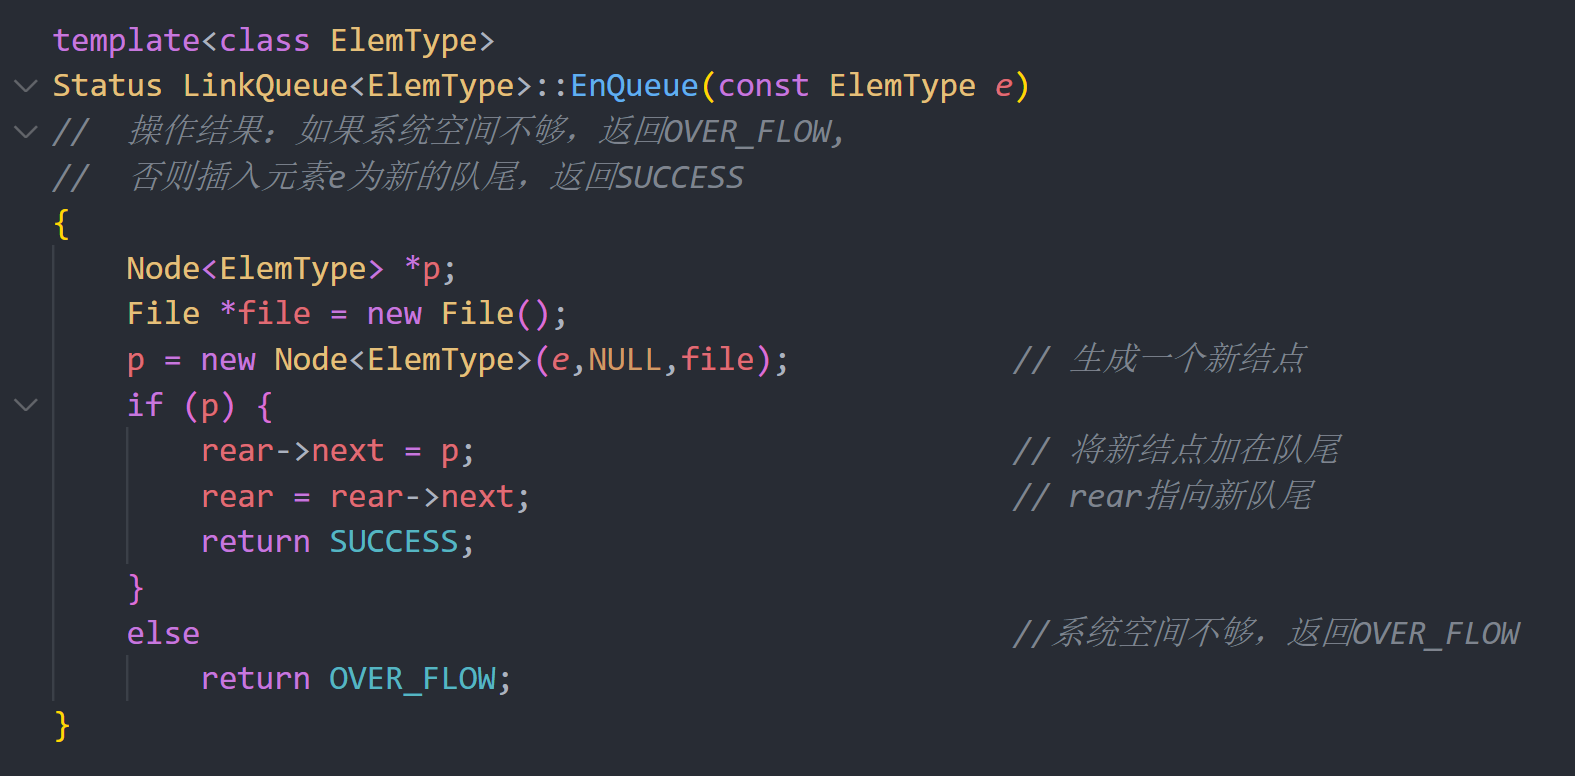 template<class ElemType>
Status LinkQueue<ElemType>::EnQueue(const ElemType e)
//  操作结果：如果系统空间不够，返回OVER_FLOW,
//  否则插入元素e为新的队尾，返回SUCCESS
{
    Node<ElemType> *p;
    File *file = new File();
    p = new Node<ElemType>(e,NULL,file);            // 生成一个新结点
    if (p) {
        rear->next = p;                             // 将新结点加在队尾
        rear = rear->next;                          // rear指向新队尾
        return SUCCESS;
    }
    else                                            //系统空间不够，返回OVER_FLOW
        return OVER_FLOW;
}